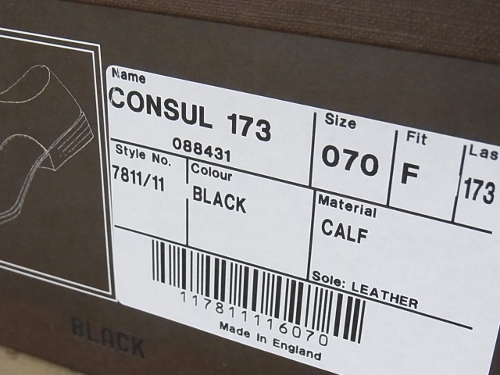 Name Size Fit Las
CONSUL 173 070 F 173
088431
Style No. Colour Material
7811/11 BLACK CALF
Sole: LEATHER
117811116070
Made in England
BLACK